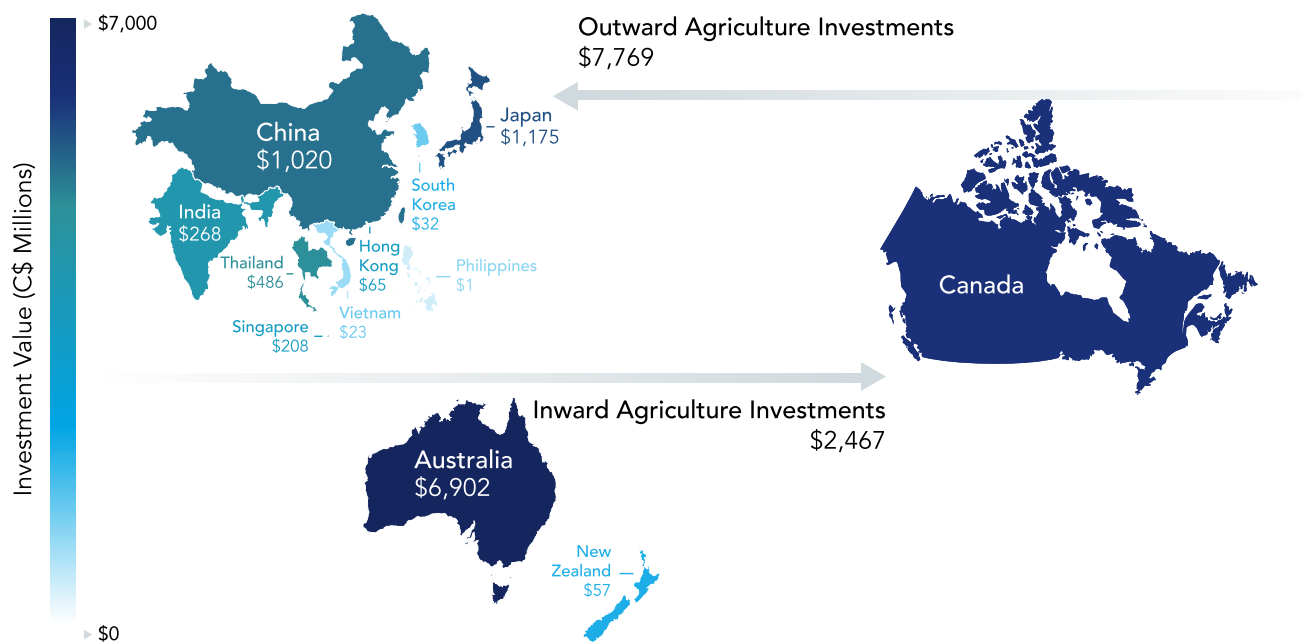 $7,000
Outward Agriculture Investments
$7,769
Japan
$1,175
China
$1,020
South
Korea
$32
India
$268
Hong
Kong
$65
Thailand
$486
Philippines
$1
Vietnam
$23
Singapore
$208
Canada
Investment Value (C$ Millions)
Inward Agriculture Investments
$2,467
Australia
$6,902
New
Zealand
$57
$0